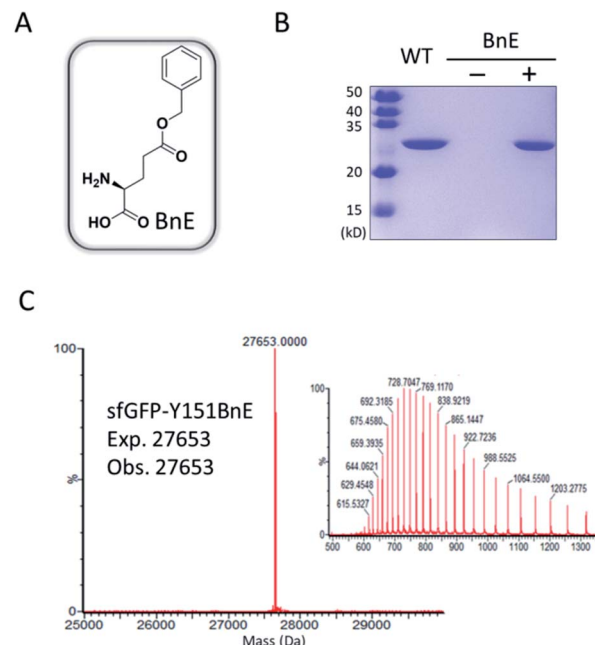 A
O
O
H₂N
HO
O
BnE
B
WT
BnE
−
+
50
40
35
20
15
(kD)
C
27653.0000
100
%
0
sfGFP-Y151BnE
Exp. 27653
Obs. 27653
25000 26000 27000 28000 29000
Mass (Da)
100
%
0
728.7047
769.1170
692.3185
838.9219
675.4580
865.1447
659.3935
922.7236
644.0621
988.5525
629.4548
1064.5500
1203.2775
615.5327
500 600 700 800 900 1000 1100 1200 1300